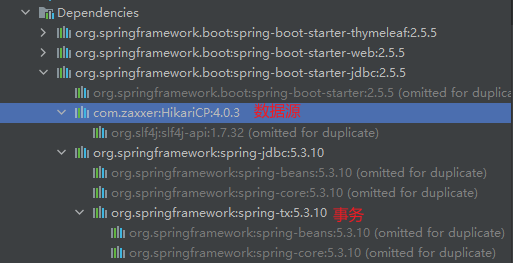 Dependencies
org.springframework.boot:spring-boot-starter-thymeleaf:2.5.5
org.springframework.boot:spring-boot-starter-web:2.5.5
org.springframework.boot:spring-boot-starter-jdbc:2.5.5
org.springframework.boot:spring-boot-starter:2.5.5 (omitted for duplica
com.zaxxer:HikariCP:4.0.3 数据源
org.slf4j:slf4j-api:1.7.32 (omitted for duplicate)
org.springframework:spring-jdbc:5.3.10
org.springframework:spring-beans:5.3.10 (omitted for duplicate)
org.springframework:spring-core:5.3.10 (omitted for duplicate)
org.springframework:spring-tx:5.3.10 事务
org.springframework:spring-beans:5.3.10 (omitted for duplicate)
org.springframework:spring-core:5.3.10 (omitted for duplicate)